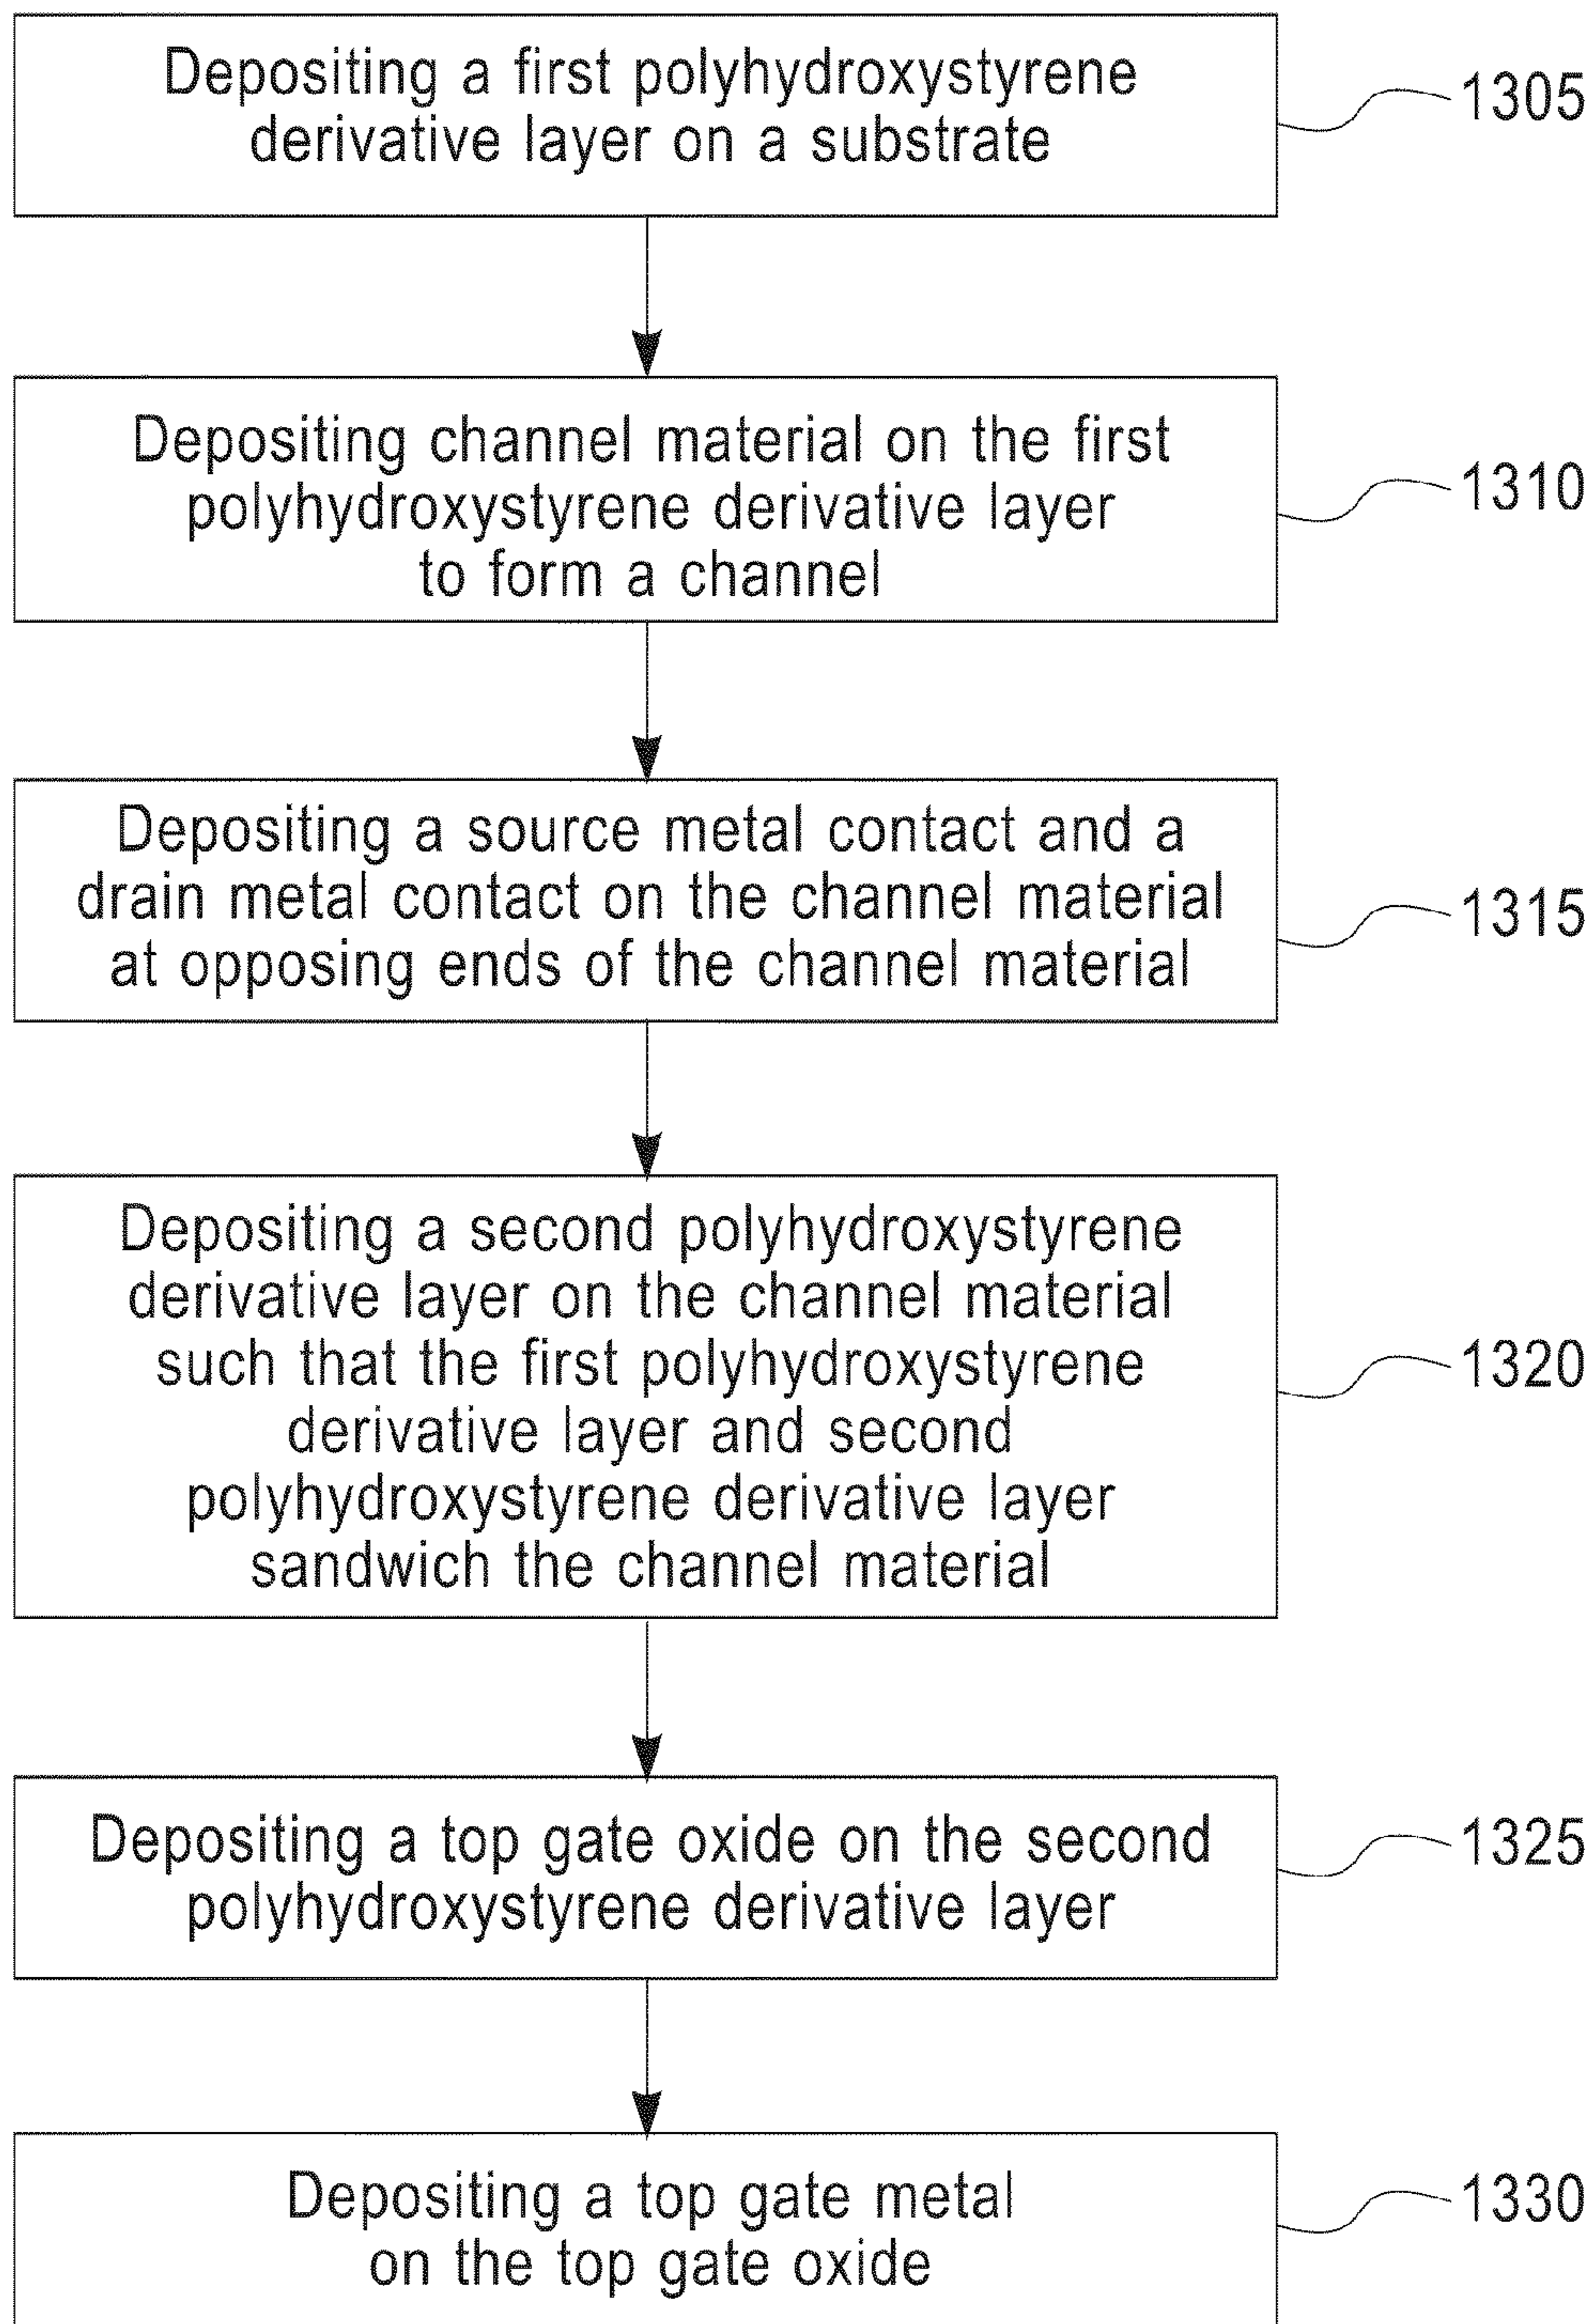 Depositing a first polyhydroxystyrene
derivative layer on a substrate
1305
Depositing channel material on the first
polyhydroxystyrene derivative layer
to form a channel
1310
Depositing a source metal contact and a
drain metal contact on the channel material
at opposing ends of the channel material
1315
Depositing a second polyhydroxystyrene
derivative layer on the channel material
such that the first polyhydroxystyrene
derivative layer and second
polyhydroxystyrene derivative layer
sandwich the channel material
1320
Depositing a top gate oxide on the second
polyhydroxystyrene derivative layer
1325
Depositing a top gate metal
on the top gate oxide
1330